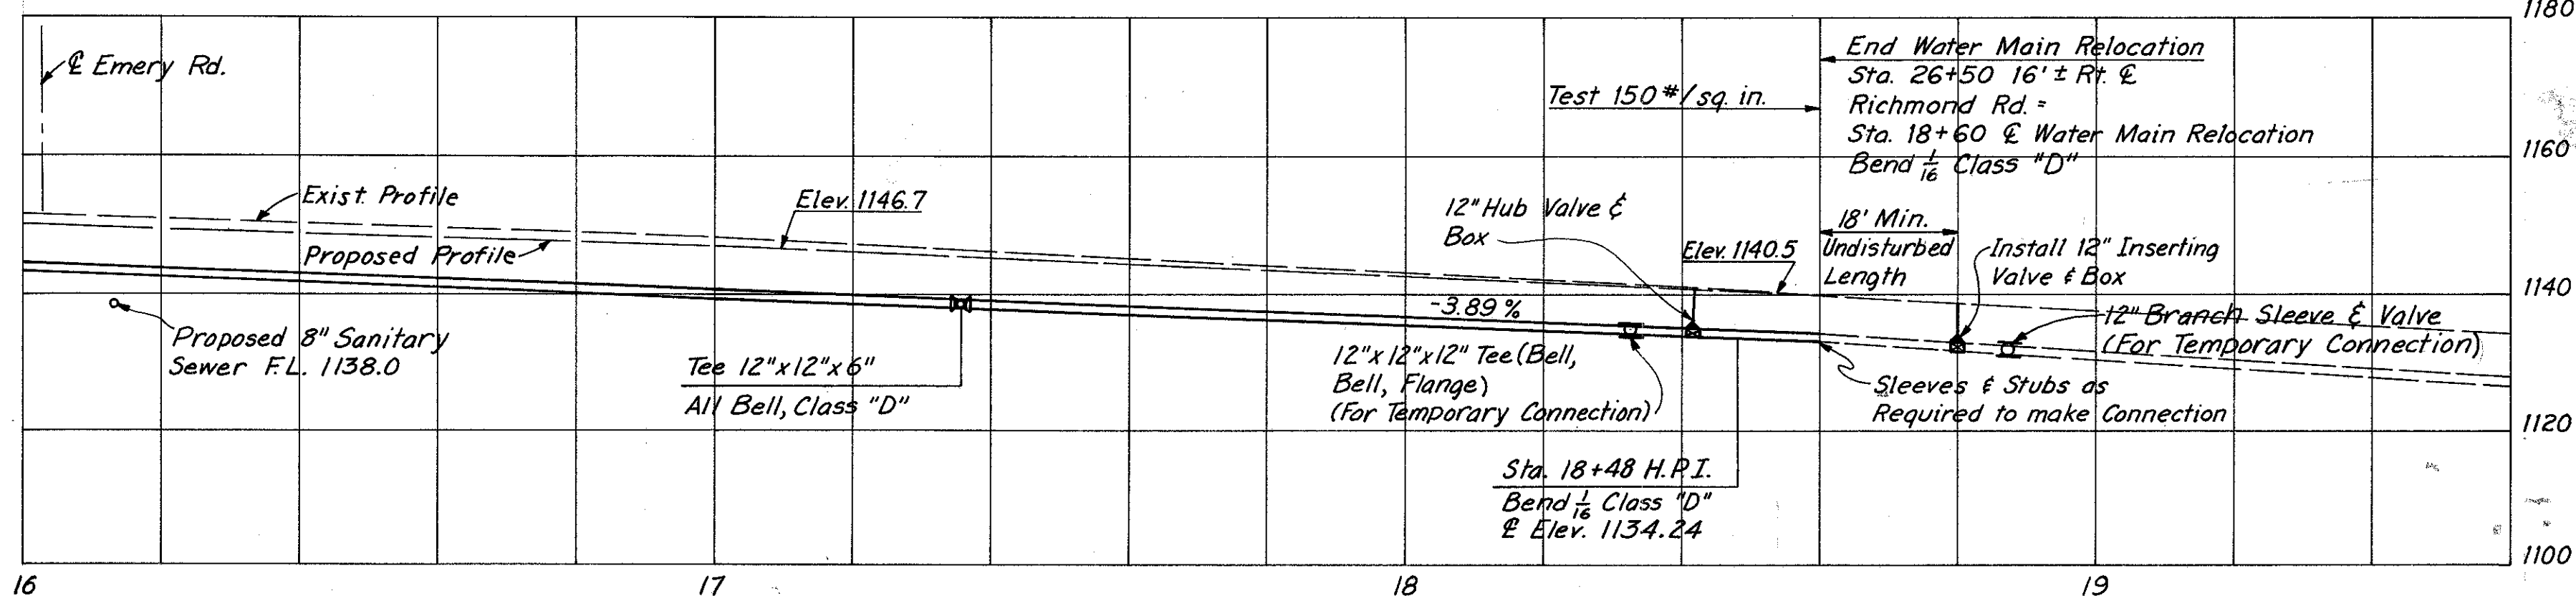 1180
℄ Emery Rd.
End Water Main Relocation
Sta. 26+50 16' ± Rt. ℄
Richmond Rd. =
Sta. 18+60 ℄ Water Main Relocation
Bend 1/16 Class "D"
Test 150 #/sq. in.
1160
Exist. Profile
Elev. 1146.7
Proposed Profile
12" Hub Valve &
Box
Elev. 1140.5
18' Min.
Undisturbed
Length
Install 12" Inserting
Valve & Box
1140
-3.89 %
12" Branch Sleeve & Valve
(For Temporary Connection)
Proposed 8" Sanitary
Sewer F.L. 1138.0
Tee 12"x12"x6"
All Bell, Class "D"
12"x12"x12" Tee (Bell,
Bell, Flange)
(For Temporary Connection)
Sleeves & Stubs as
Required to make Connection
1120
Sta. 18+48 H.P.I.
Bend 1/16 Class "D"
℄ Elev. 1134.24
1100
16
17
18
19